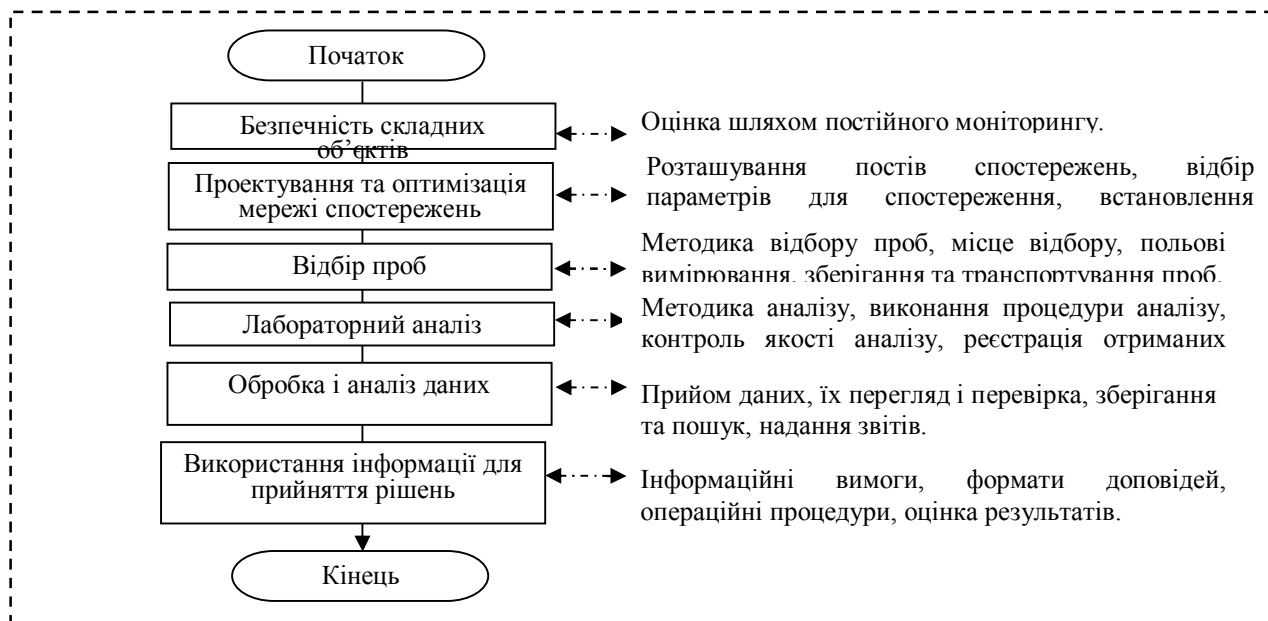 Початок
Безпечність складних
об’єктів
Оцінка шляхом постійного моніторингу.
Проектування та оптимізація
мережі спостережень
Розташування постів спостережень, відбір
параметрів для спостереження, встановлення
Відбір проб
Методика відбору проб, місце відбору, польові
вимірювання, зберігання та транспортування проб.
Лабораторний аналіз
Методика аналізу, виконання процедури аналізу,
контроль якості аналізу, реєстрація отриманих
Обробка і аналіз даних
Прийом даних, їх перегляд і перевірка, зберігання
та пошук, надання звітів.
Використання інформації для
прийняття рішень
Інформаційні вимоги, формати доповідей,
операційні процедури, оцінка результатів.
Кінець